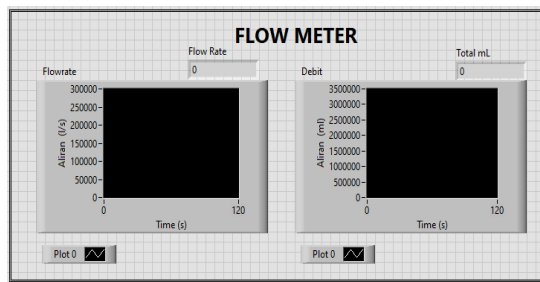 FLOW METER
Flow Rate
0
Total mL
0
Flowrate
300000
250000
200000
150000
100000
50000
0
Aliran (l/s)
0
120
Time (s)
Plot 0
Debit
3500000
3000000
2500000
2000000
1500000
1000000
500000
0
Aliran (ml)
0
120
Time (s)
Plot 0